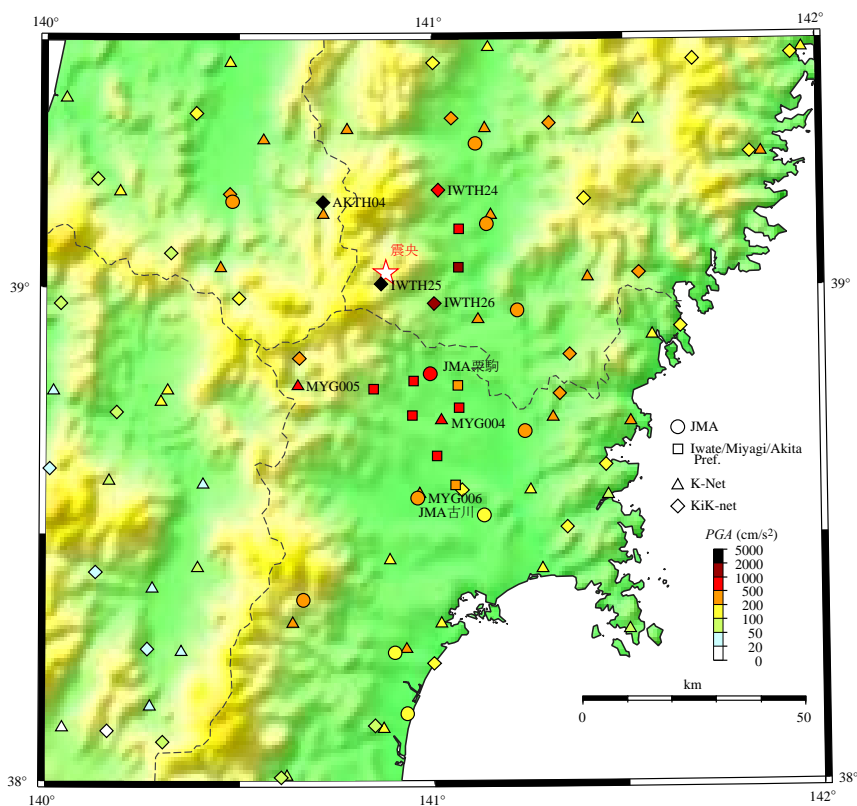 140°
141°
142°
39°
39°
38°
38°
140°
141°
142°
AKTH04
IWTH24
震央
IWTH25
IWTH26
JMA栗駒
MYG005
MYG004
MYG006
JMA古川
JMA
Iwate/Miyagi/Akita
Pref.
K-Net
KiK-net
PGA (cm/s²)
5000
2000
1000
500
200
100
50
20
0
km
0 50